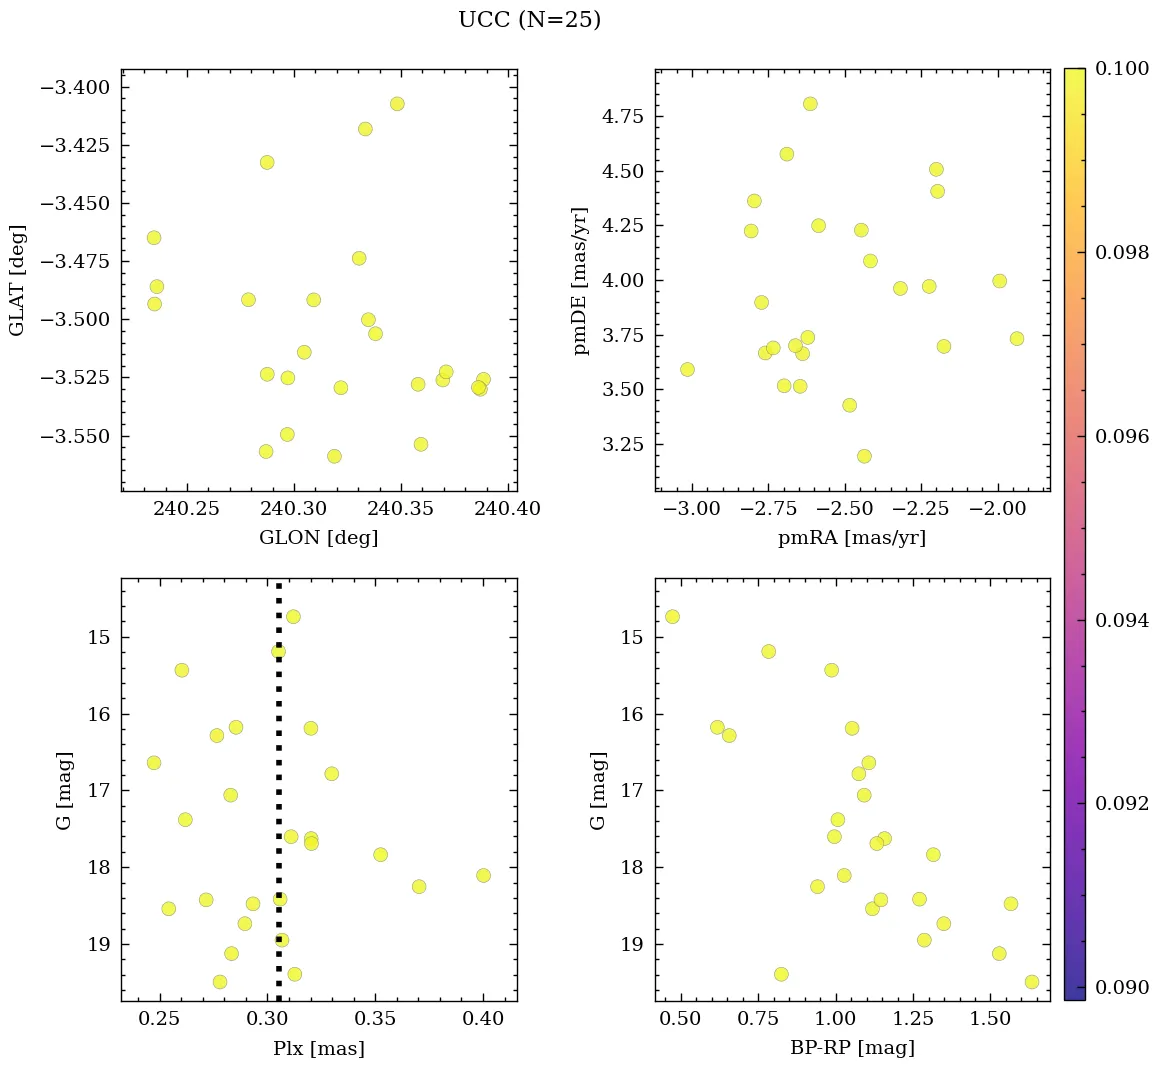 UCC (N=25)
−3.400
−3.425
−3.450
−3.475
−3.500
−3.525
−3.550
GLAT [deg]
240.25 240.30 240.35 240.40
GLON [deg]
4.75
4.50
4.25
4.00
3.75
3.50
3.25
pmDE [mas/yr]
−3.00 −2.75 −2.50 −2.25 −2.00
pmRA [mas/yr]
15
16
17
18
19
G [mag]
0.25 0.30 0.35 0.40
Plx [mas]
15
16
17
18
19
G [mag]
0.50 0.75 1.00 1.25 1.50
BP-RP [mag]
0.100
0.098
0.096
0.094
0.092
0.090